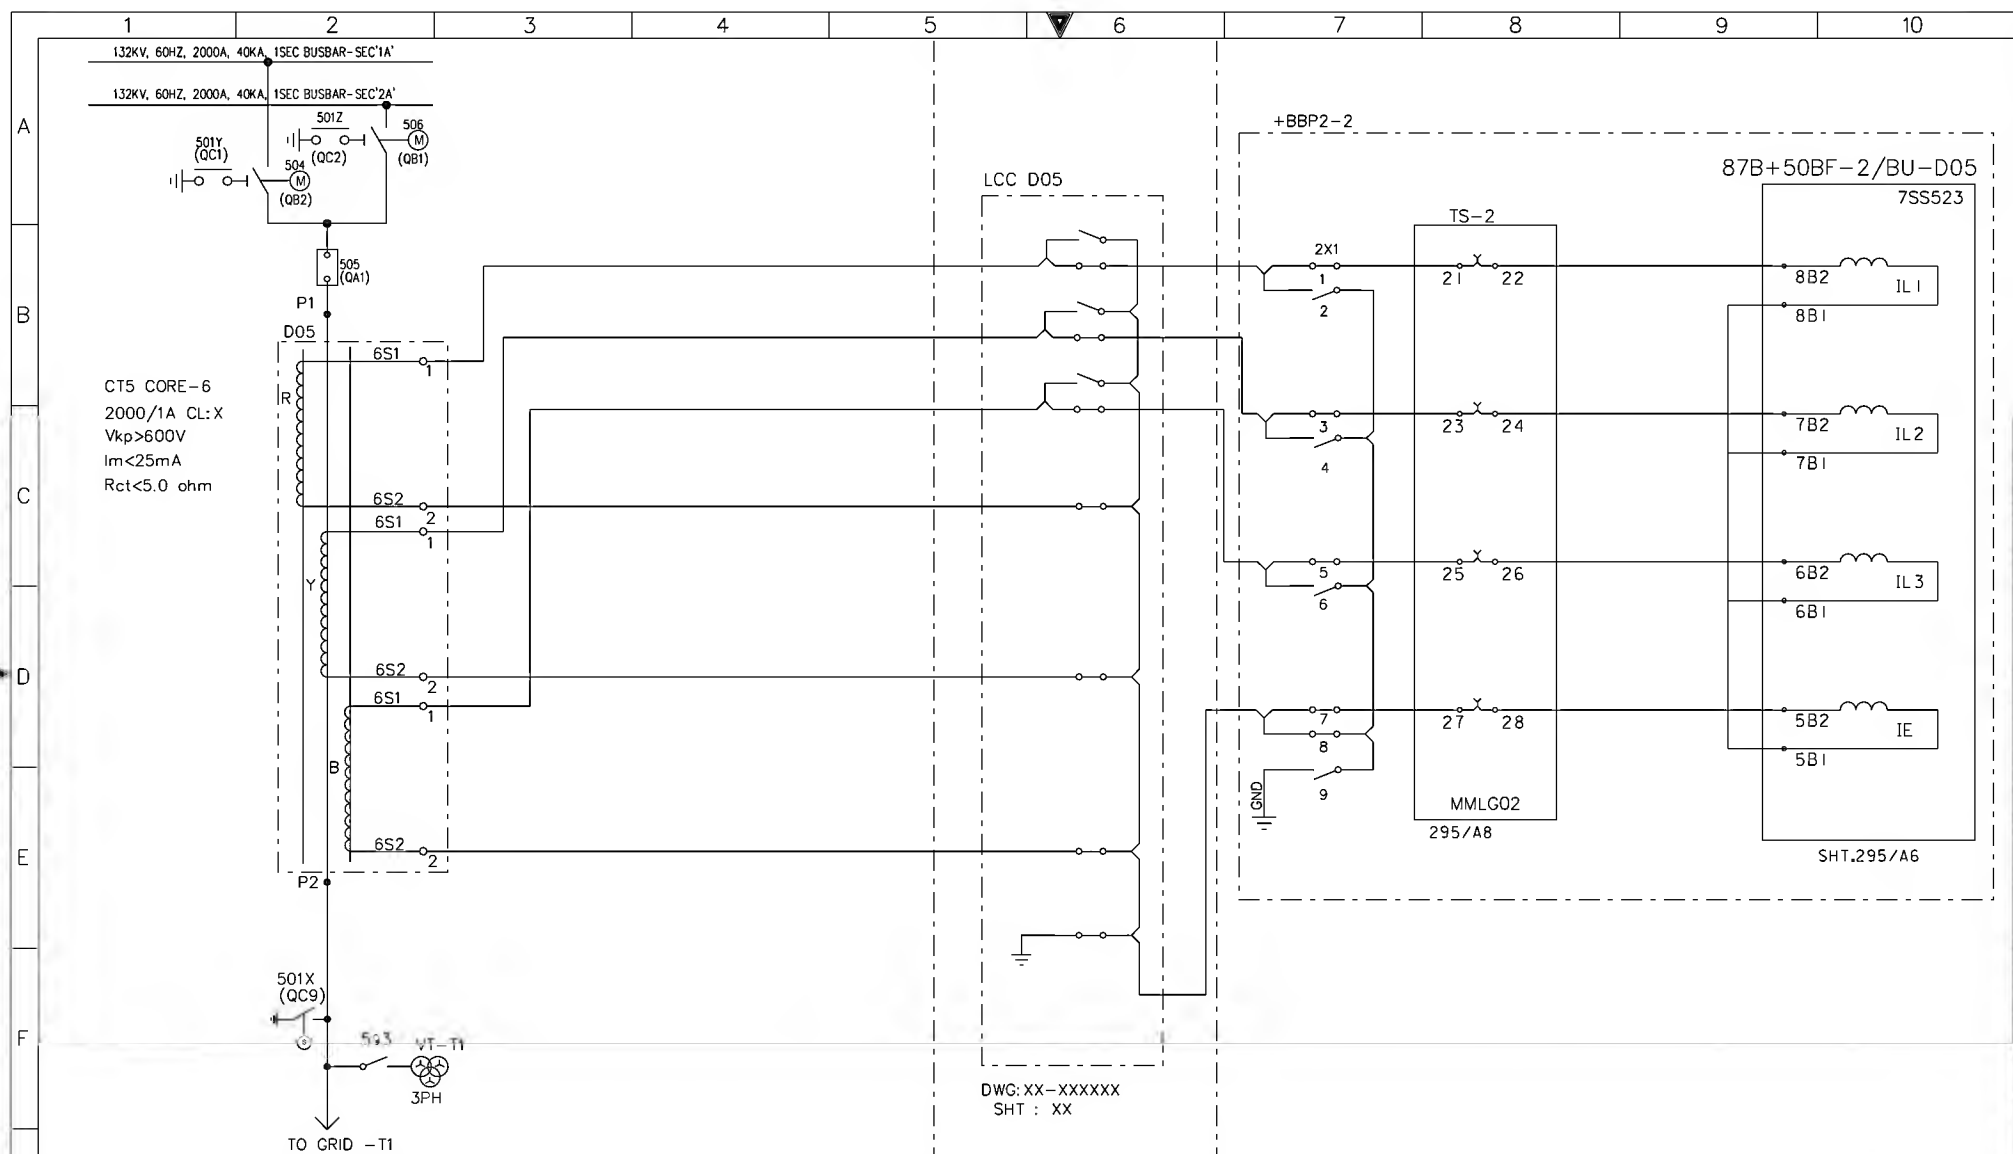 1 2 3 4 5 6 7 8 9 10
A
B
C
D
E
F
132KV, 60HZ, 2000A, 40KA, 1SEC BUSBAR-SEC'1A'
132KV, 60HZ, 2000A, 40KA, 1SEC BUSBAR-SEC'2A'
501Y
(QC1)
501Z
(QC2)
504
M
(QB2)
506
M
(QB1)
505
(QA1)
P1
D05
CT5 CORE-6
2000/1A CL:X
Vkp>600V
Im<25mA
Rct<5.0 ohm
R
6S1
1
6S2
2
Y
6S1
1
6S2
2
B
6S1
1
6S2
2
P2
501X
(QC9)
593
VT-T1
3PH
TO GRID -T1
LCC D05
DWG: XX-XXXXXX
SHT : XX
+BBP2-2
2X1
1
2
3
4
5
6
7
8
9
GND
TS-2
21 22
23 24
25 26
27 28
MMLG02
295/A8
87B+50BF-2/BU-D05
7SS523
8B2
IL1
8B1
7B2
IL2
7B1
6B2
IL3
6B1
5B2
IE
5B1
SHT.295/A6